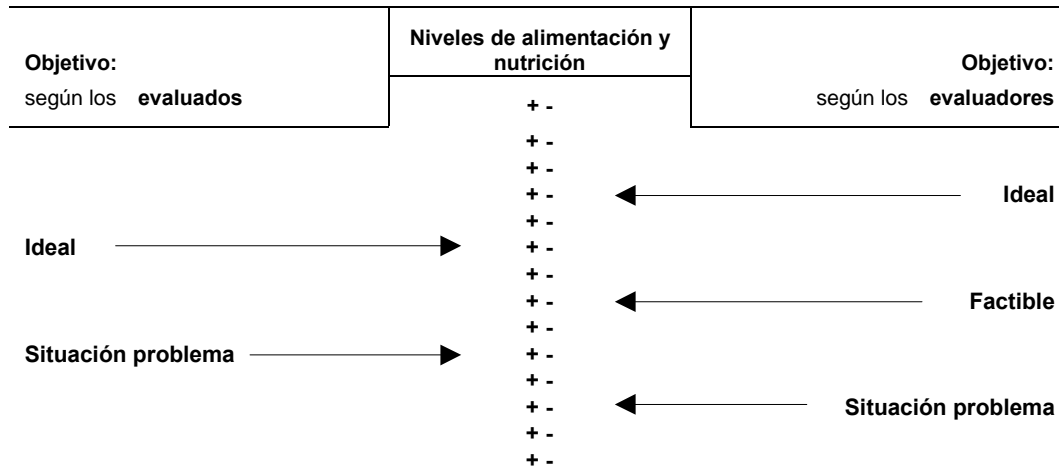 Niveles de alimentación y
nutrición
Objetivo:
según los evaluados
Objetivo:
según los evaluadores
+ -
+ -
+ -
+ -
Ideal
+ -
Ideal
+ -
+ -
+ -
Factible
+ -
Situación problema
+ -
+ -
+ -
Situación problema
+ -
+ -